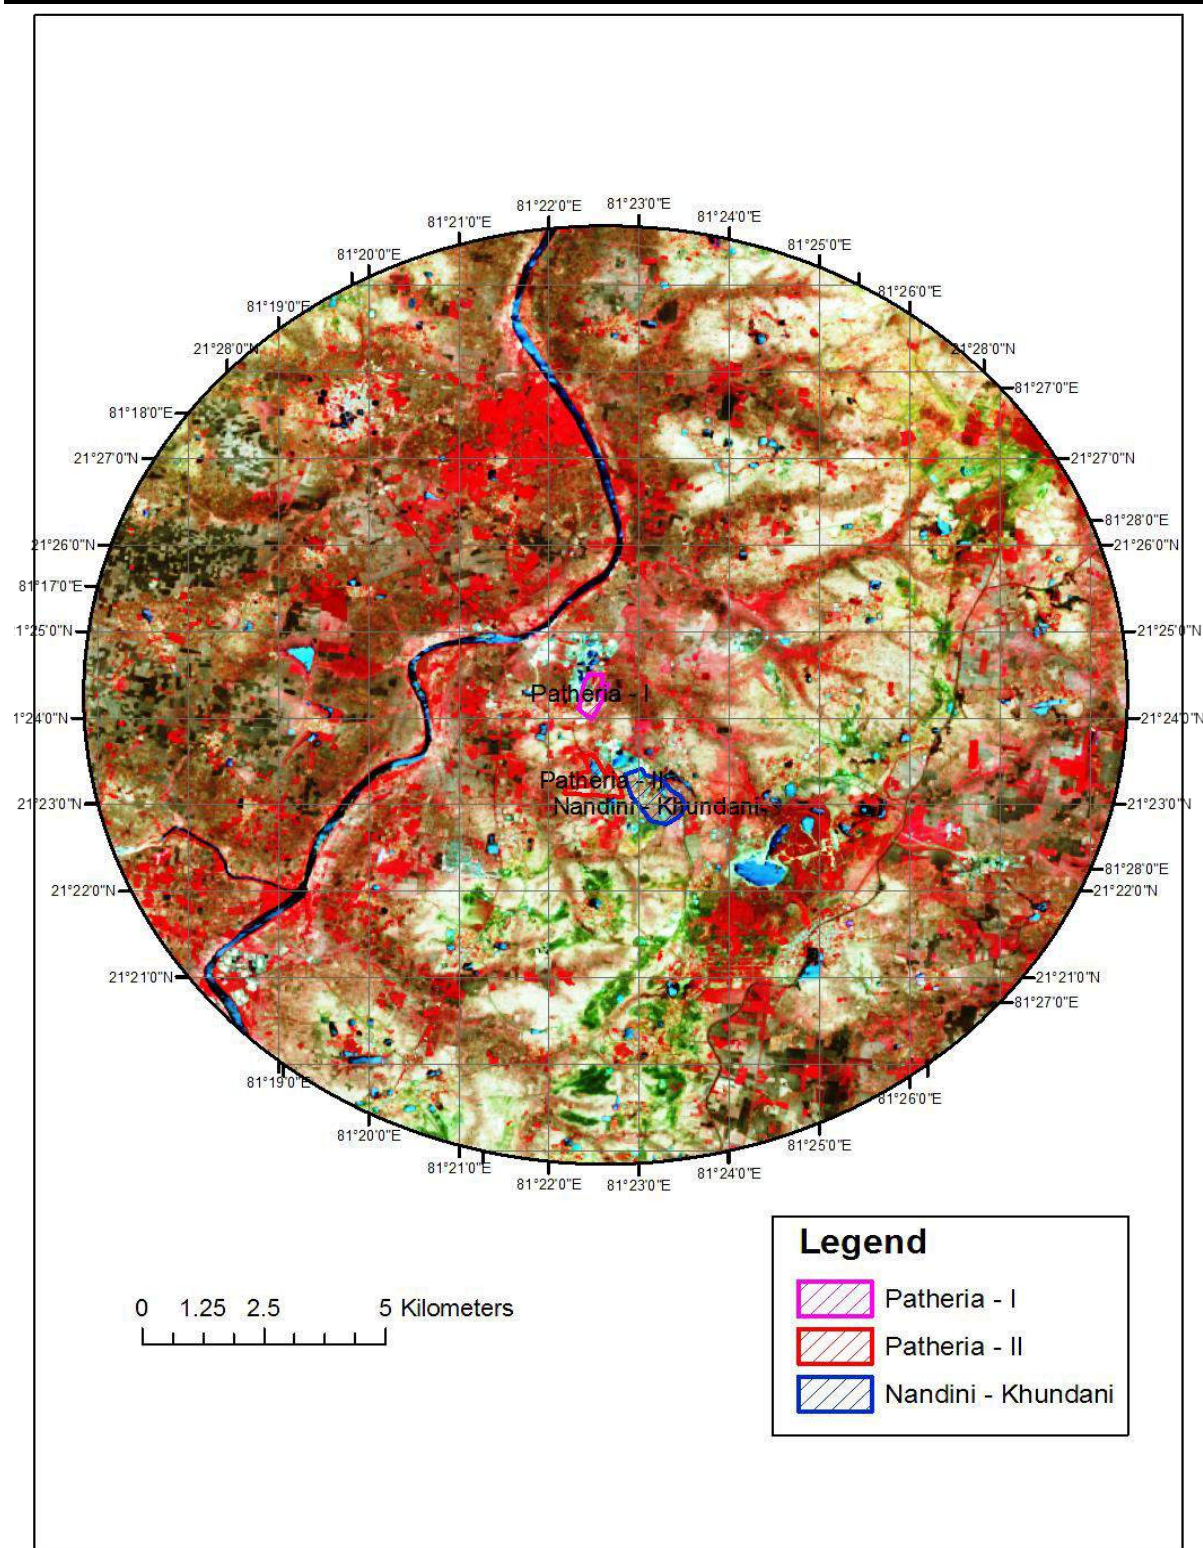 81°22'0"E 81°23'0"E
81°21'0"E 81°24'0"E
81°20'0"E 81°25'0"E
81°19'0"E 81°26'0"E
21°28'0"N 21°28'0"N
81°18'0"E 81°27'0"E
21°27'0"N 21°27'0"N
81°28'0"E
21°26'0"N 21°26'0"N
81°17'0"E
1°25'0"N 21°25'0"N
Patheria - I
1°24'0"N 21°24'0"N
Patheria - II
21°23'0"N Nandini - Khundani 21°23'0"N
81°28'0"E
21°22'0"N 21°22'0"N
21°21'0"N 21°21'0"N
81°27'0"E
81°19'0"E 81°26'0"E
81°20'0"E 81°25'0"E
81°21'0"E 81°24'0"E
81°22'0"E 81°23'0"E
Legend
Patheria - I
Patheria - II
Nandini - Khundani
0 1.25 2.5 5 Kilometers